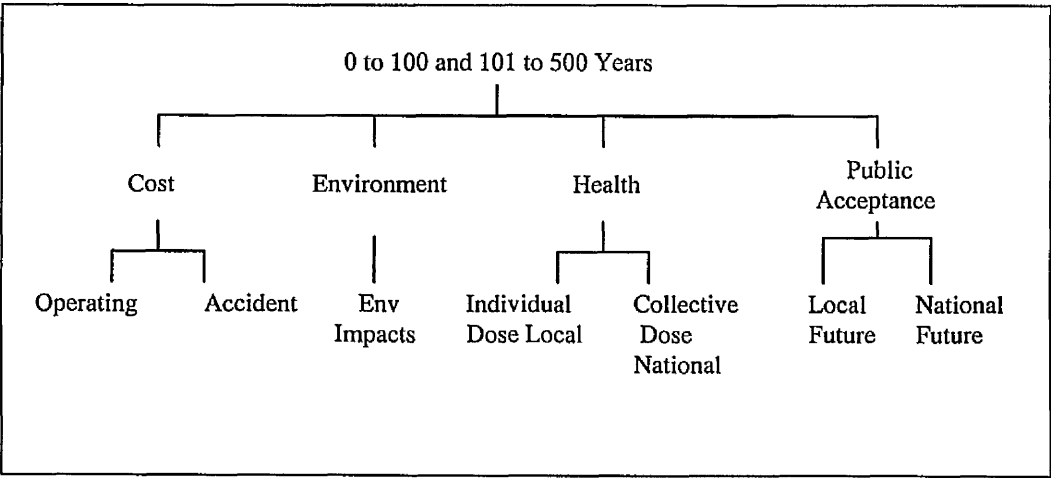 0 to 100 and 101 to 500 Years
Cost
Environment
Health
Public
Acceptance
Operating
Accident
Env
Impacts
Individual
Dose Local
Collective
Dose
National
Local
Future
National
Future